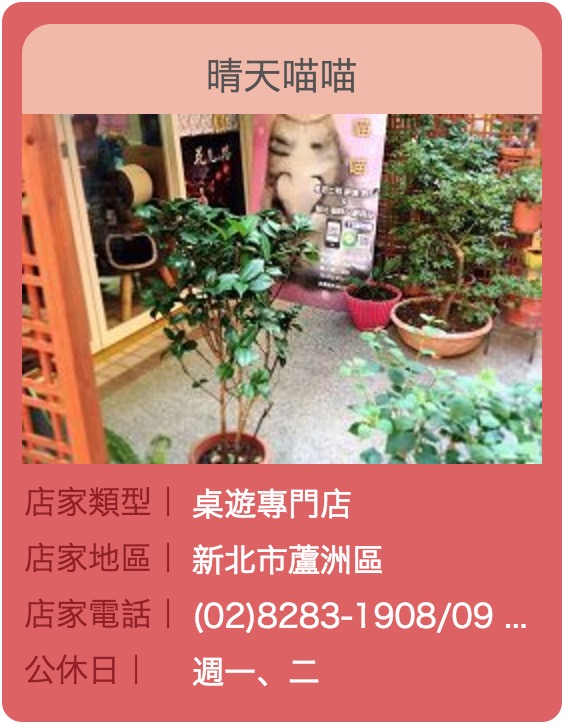 晴天喵喵
店家類型｜ 桌遊專門店
店家地區｜ 新北市蘆洲區
店家電話｜ (02)8283-1908/09 ...
公休日｜ 週一、二